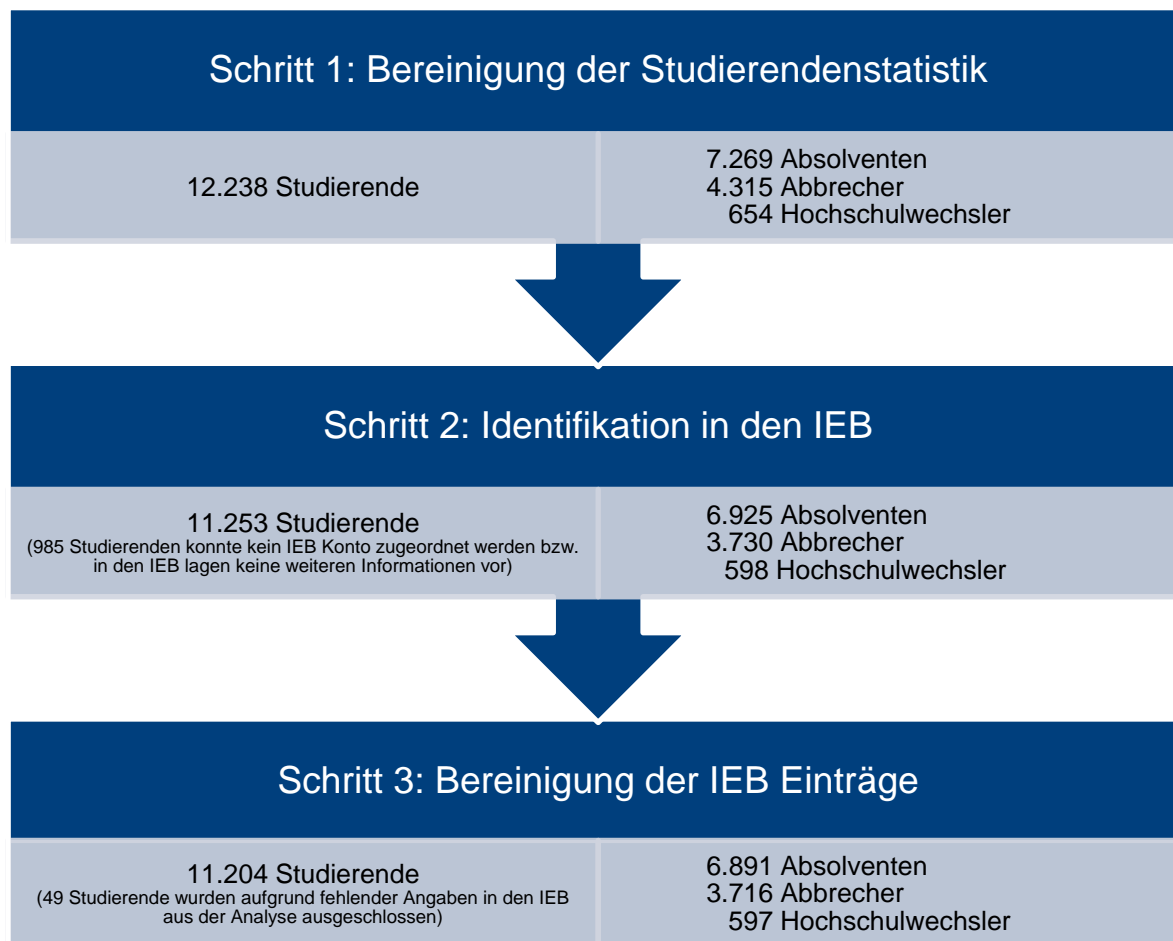 Schritt 1: Bereinigung der Studierendenstatistik
12.238 Studierende
7.269 Absolventen
4.315 Abbrecher
654 Hochschulwechsler
Schritt 2: Identifikation in den IEB
11.253 Studierende
(985 Studierenden konnte kein IEB Konto zugeordnet werden bzw.
in den IEB lagen keine weiteren Informationen vor)
6.925 Absolventen
3.730 Abbrecher
598 Hochschulwechsler
Schritt 3: Bereinigung der IEB Einträge
11.204 Studierende
(49 Studierende wurden aufgrund fehlender Angaben in den IEB
aus der Analyse ausgeschlossen)
6.891 Absolventen
3.716 Abbrecher
597 Hochschulwechsler